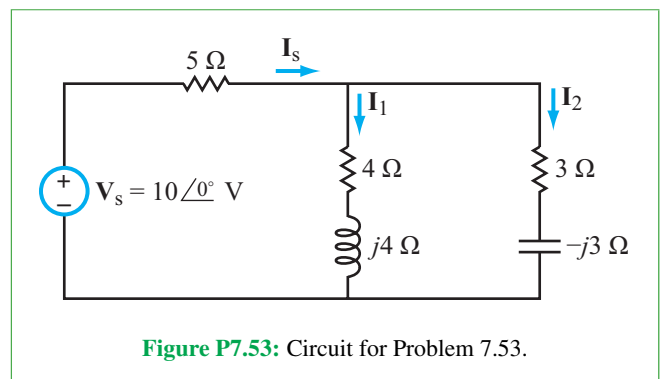 5 Ω
Iₛ
I₁
I₂
4 Ω
3 Ω
+
−
Vₛ = 10∠0° V
j4 Ω
−j3 Ω
Figure P7.53: Circuit for Problem 7.53.